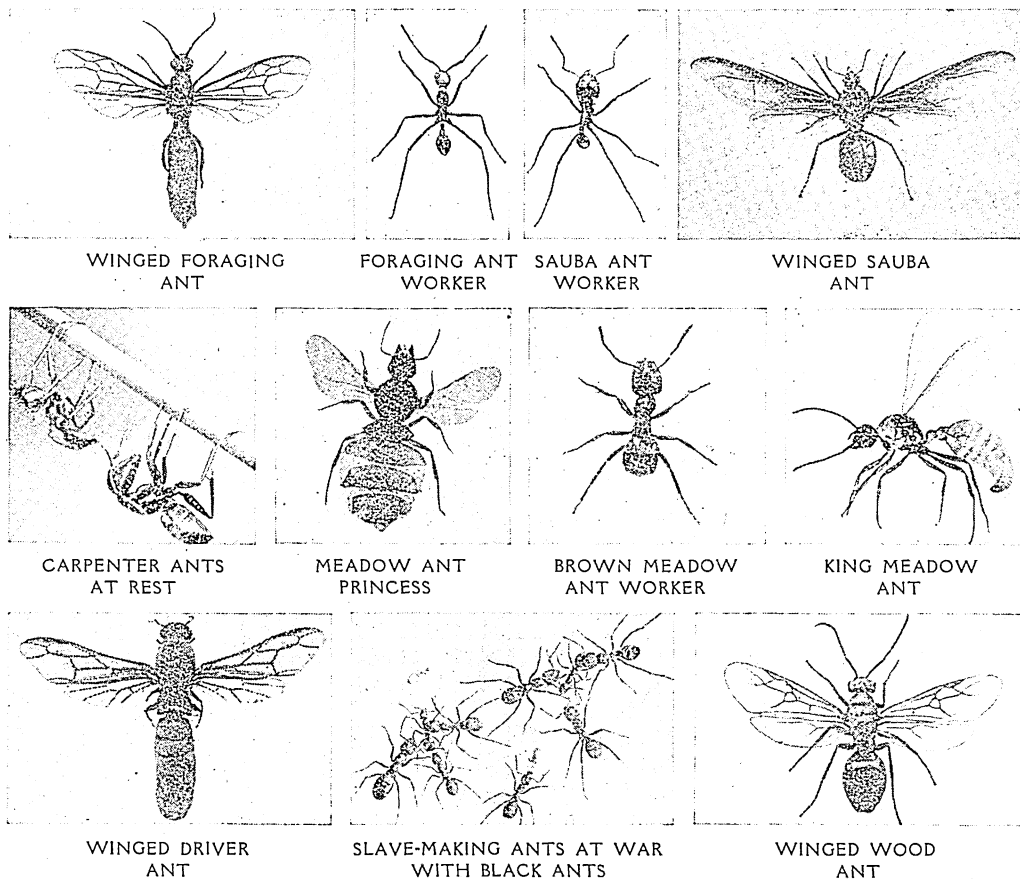 WINGED FORAGING
ANT
FORAGING ANT
WORKER
SAUBA ANT
WORKER
WINGED SAUBA
ANT
CARPENTER ANTS
AT REST
MEADOW ANT
PRINCESS
BROWN MEADOW
ANT WORKER
KING MEADOW
ANT
WINGED DRIVER
ANT
SLAVE-MAKING ANTS AT WAR
WITH BLACK ANTS
WINGED WOOD
ANT